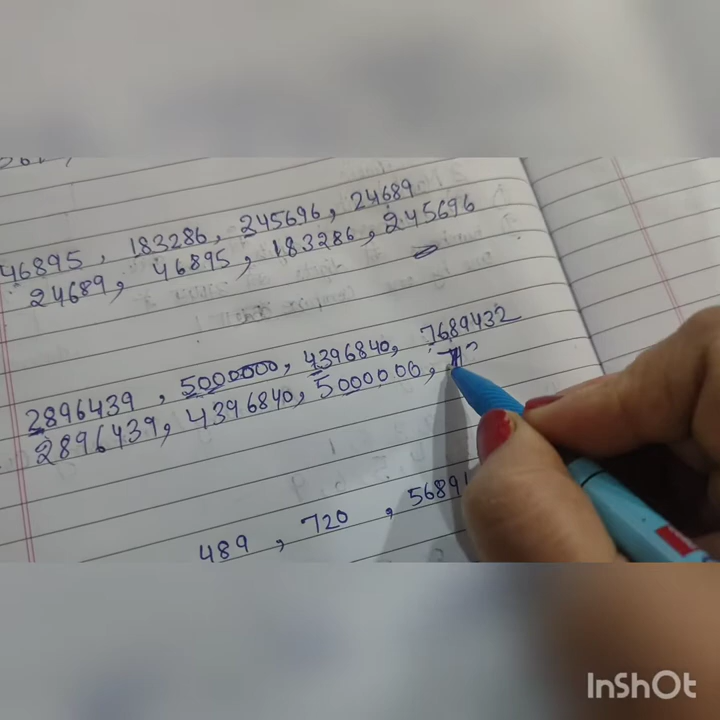 46895, 183286, 245696, 24689
24689, 46895, 183286, 245696
2896439, 5000000, 4396840, 7689432
2896439, 4396840, 5000000, 7
489, 720, 5689
InShOt